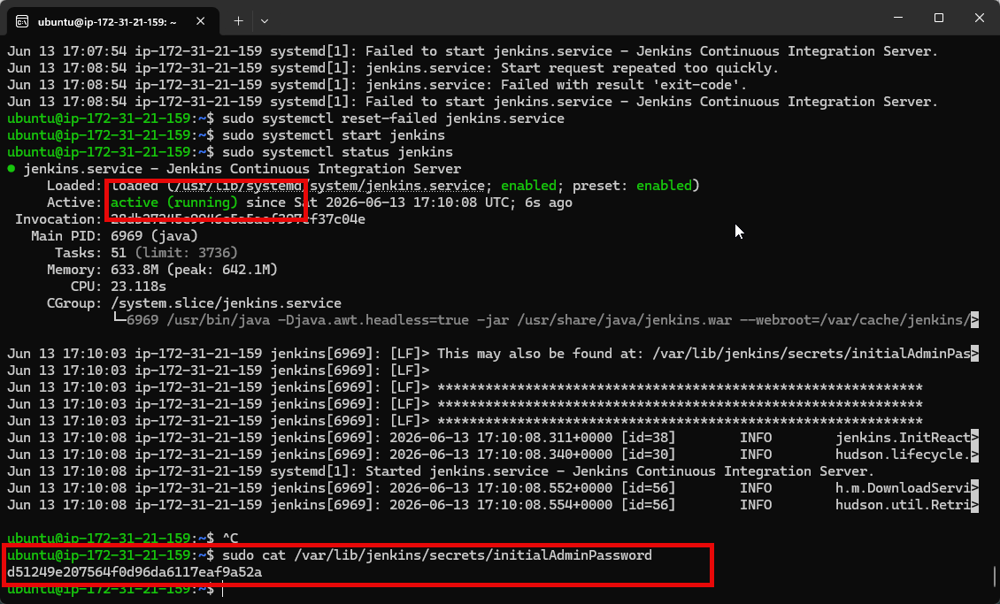 ubuntu@ip-172-31-21-159: ~
Jun 13 17:07:54 ip-172-31-21-159 systemd[1]: Failed to start jenkins.service - Jenkins Continuous Integration Server.
Jun 13 17:08:54 ip-172-31-21-159 systemd[1]: jenkins.service: Start request repeated too quickly.
Jun 13 17:08:54 ip-172-31-21-159 systemd[1]: jenkins.service: Failed with result 'exit-code'.
Jun 13 17:08:54 ip-172-31-21-159 systemd[1]: Failed to start jenkins.service - Jenkins Continuous Integration Server.
ubuntu@ip-172-31-21-159:~$ sudo systemctl reset-failed jenkins.service
ubuntu@ip-172-31-21-159:~$ sudo systemctl start jenkins
ubuntu@ip-172-31-21-159:~$ sudo systemctl status jenkins
● jenkins.service - Jenkins Continuous Integration Server
Loaded: loaded (/usr/lib/systemd/system/jenkins.service; enabled; preset: enabled)
Active: active (running) since Sat 2026-06-13 17:10:08 UTC; 6s ago
Invocation:
Main PID: 6969 (java)
Tasks: 51 (limit: 3736)
Memory: 633.8M (peak: 642.1M)
CPU: 23.118s
CGroup: /system.slice/jenkins.service
└─6969 /usr/bin/java -Djava.awt.headless=true -jar /usr/share/java/jenkins.war --webroot=/var/cache/jenkins/>
Jun 13 17:10:03 ip-172-31-21-159 jenkins[6969]: [LF]> This may also be found at: /var/lib/jenkins/secrets/initialAdminPas>
Jun 13 17:10:03 ip-172-31-21-159 jenkins[6969]: [LF]>
Jun 13 17:10:03 ip-172-31-21-159 jenkins[6969]: [LF]> *************************************************************
Jun 13 17:10:03 ip-172-31-21-159 jenkins[6969]: [LF]> *************************************************************
Jun 13 17:10:03 ip-172-31-21-159 jenkins[6969]: [LF]> *************************************************************
Jun 13 17:10:08 ip-172-31-21-159 jenkins[6969]: 2026-06-13 17:10:08.311+0000 [id=38] INFO jenkins.InitReact>
Jun 13 17:10:08 ip-172-31-21-159 jenkins[6969]: 2026-06-13 17:10:08.340+0000 [id=30] INFO hudson.lifecycle.>
Jun 13 17:10:08 ip-172-31-21-159 systemd[1]: Started jenkins.service - Jenkins Continuous Integration Server.
Jun 13 17:10:08 ip-172-31-21-159 jenkins[6969]: 2026-06-13 17:10:08.552+0000 [id=56] INFO h.m.DownloadServi>
Jun 13 17:10:08 ip-172-31-21-159 jenkins[6969]: 2026-06-13 17:10:08.554+0000 [id=56] INFO hudson.util.Retri>
ubuntu@ip-172-31-21-159:~$ ^C
ubuntu@ip-172-31-21-159:~$ sudo cat /var/lib/jenkins/secrets/initialAdminPassword
d51249e207564f0d96da6117eaf9a52a
ubuntu@ip-172-31-21-159:~$